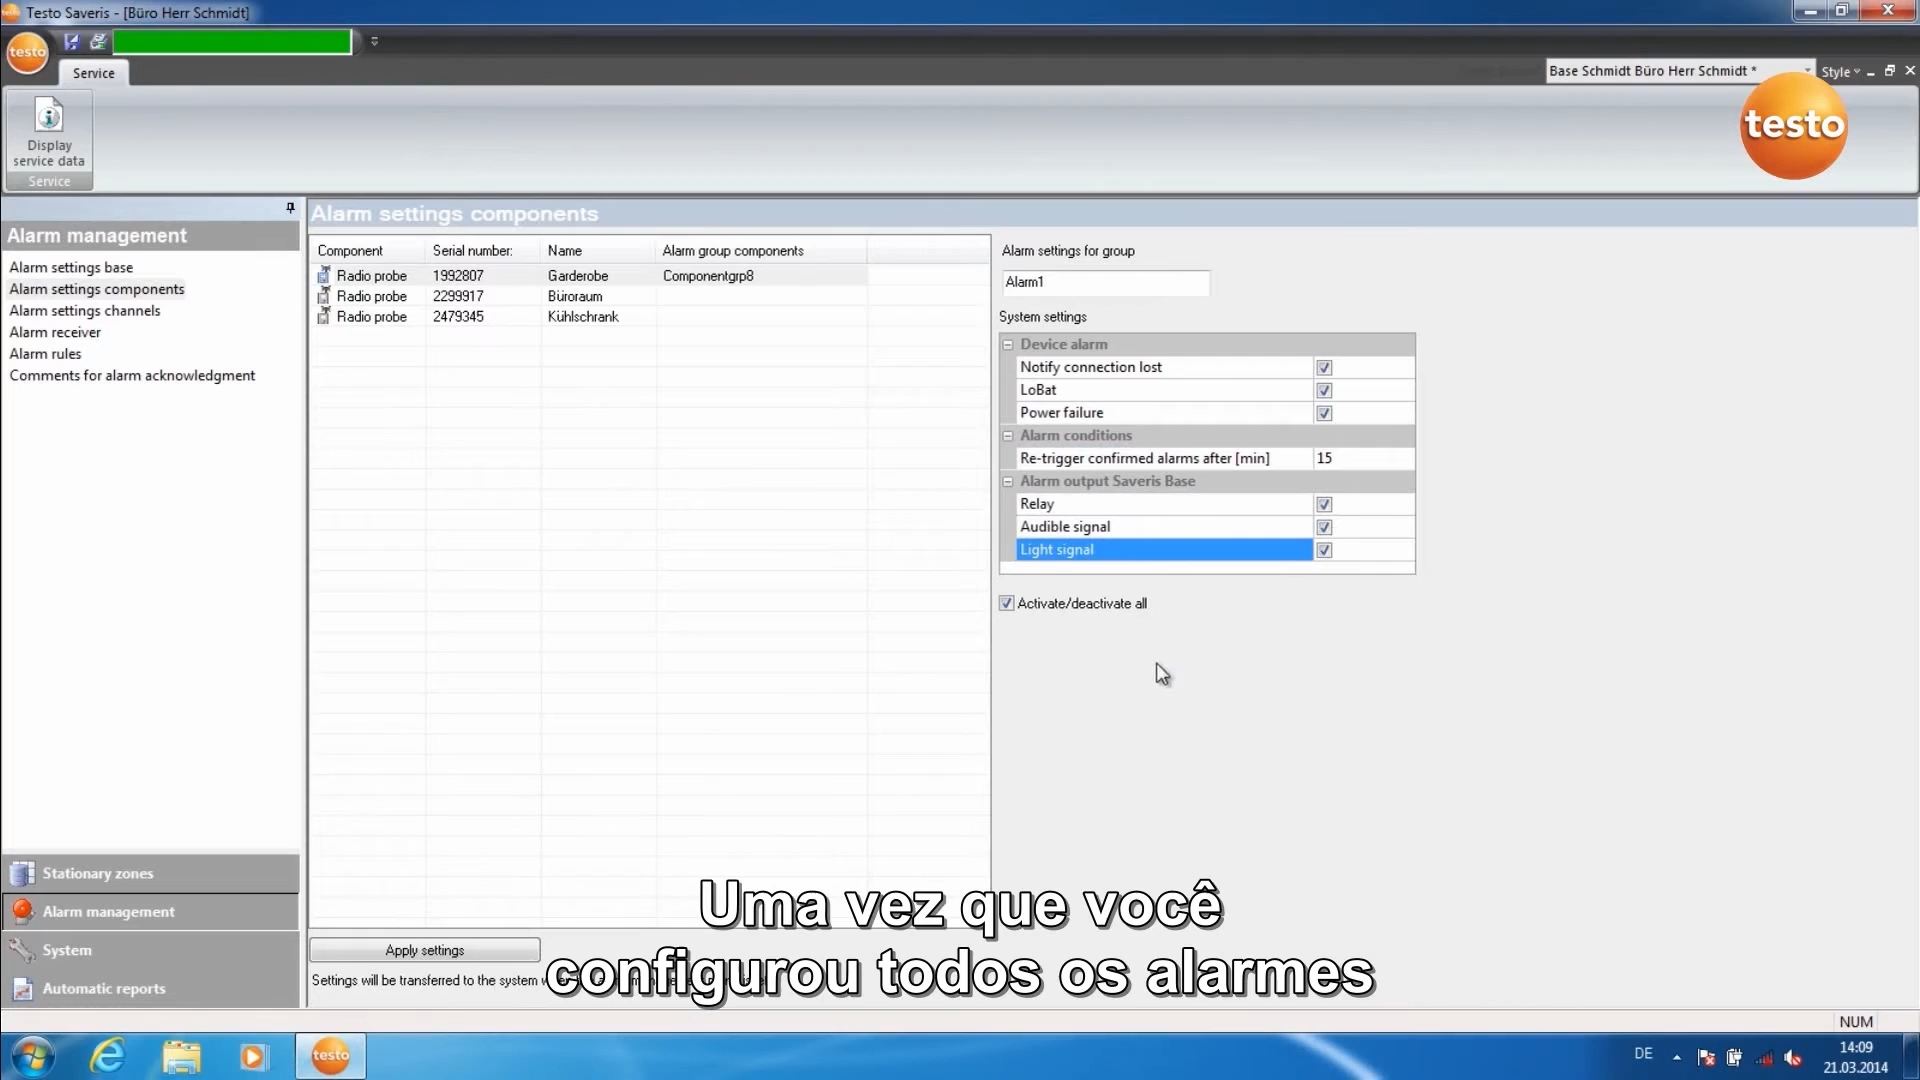 Testo Saveris - [Büro Herr Schmidt]
testo
Service
Base Schmidt Büro Herr Schmidt *
Style
Display
service data
Service
testo
Alarm management
Alarm settings base
Alarm settings components
Alarm settings channels
Alarm receiver
Alarm rules
Comments for alarm acknowledgment
Alarm settings components
Component Serial number: Name Alarm group components
Radio probe 1992807 Garderobe Componentgrp8
Radio probe 2299917 Büroraum
Radio probe 2479345 Kühlschrank
Alarm settings for group
Alarm1
System settings
Device alarm
Notify connection lost
LoBat
Power failure
Alarm conditions
Re-trigger confirmed alarms after [min] 15
Alarm output Saveris Base
Relay
Audible signal
Light signal
Activate/deactivate all
Stationary zones
Alarm management
System
Automatic reports
Apply settings
Settings will be transferred to the system
Uma vez que você
configurou todos os alarmes
NUM
testo
DE
14:09
21.03.2014